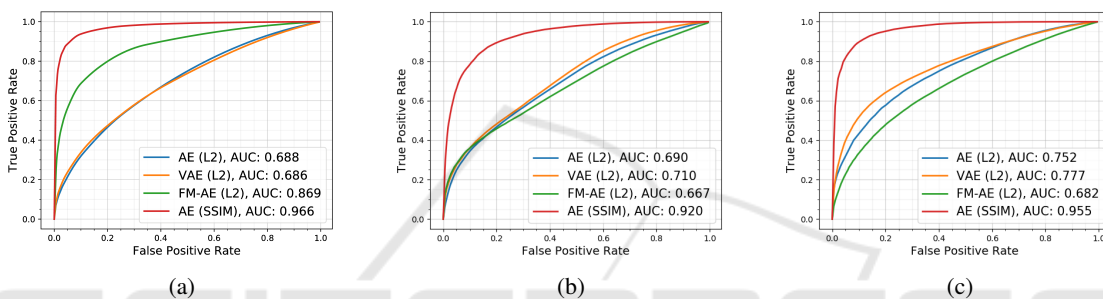 1.0
0.8
0.6
0.4
0.2
0.0
True Positive Rate
AE (L2), AUC: 0.688
VAE (L2), AUC: 0.686
FM-AE (L2), AUC: 0.869
AE (SSIM), AUC: 0.966
0.0 0.2 0.4 0.6 0.8 1.0
False Positive Rate
(a)
1.0
0.8
0.6
0.4
0.2
0.0
True Positive Rate
AE (L2), AUC: 0.690
VAE (L2), AUC: 0.710
FM-AE (L2), AUC: 0.667
AE (SSIM), AUC: 0.920
0.0 0.2 0.4 0.6 0.8 1.0
False Positive Rate
(b)
1.0
0.8
0.6
0.4
0.2
0.0
True Positive Rate
AE (L2), AUC: 0.752
VAE (L2), AUC: 0.777
FM-AE (L2), AUC: 0.682
AE (SSIM), AUC: 0.955
0.0 0.2 0.4 0.6 0.8 1.0
False Positive Rate
(c)